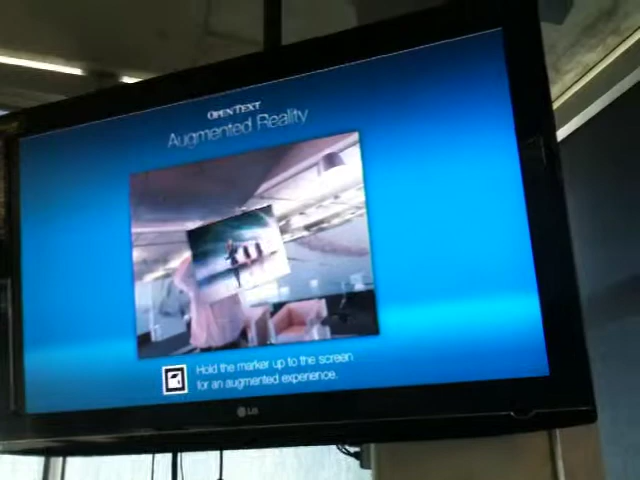 OPENTEXT
Augmented Reality
Hold the marker up to the screen
for an augmented experience.
LG